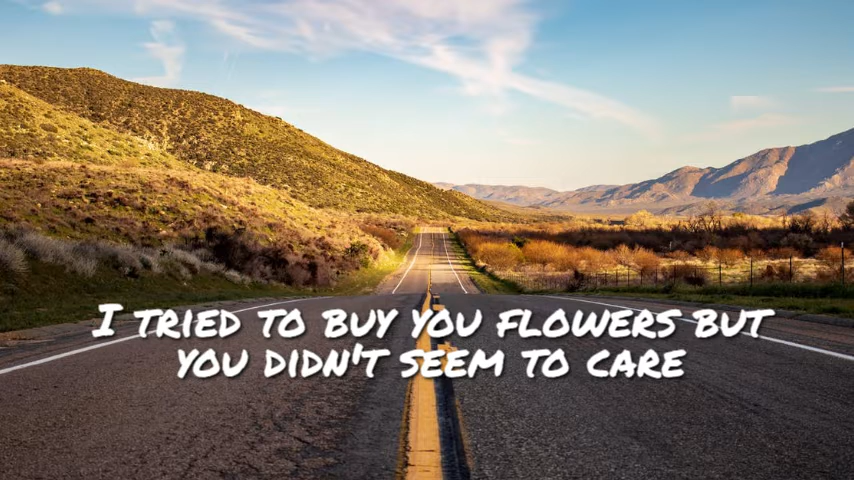 I TRIED TO BUY YOU FLOWERS BUT
YOU DIDN'T SEEM TO CARE